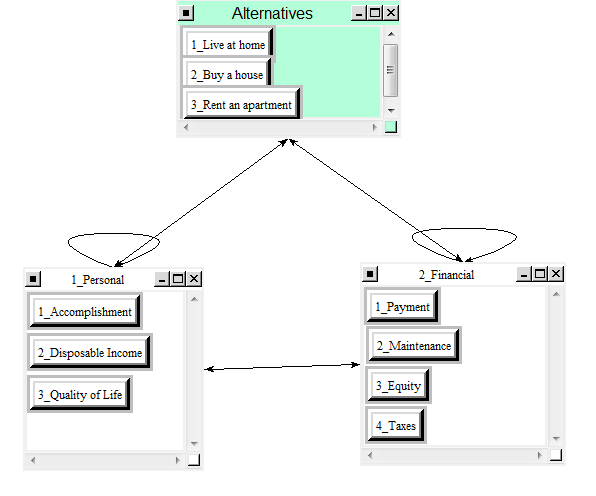 Alternatives
1_Live at home
2_Buy a house
3_Rent an apartment
1_Personal
1_Accomplishment
2_Disposable Income
3_Quality of Life
2_Financial
1_Payment
2_Maintenance
3_Equity
4_Taxes